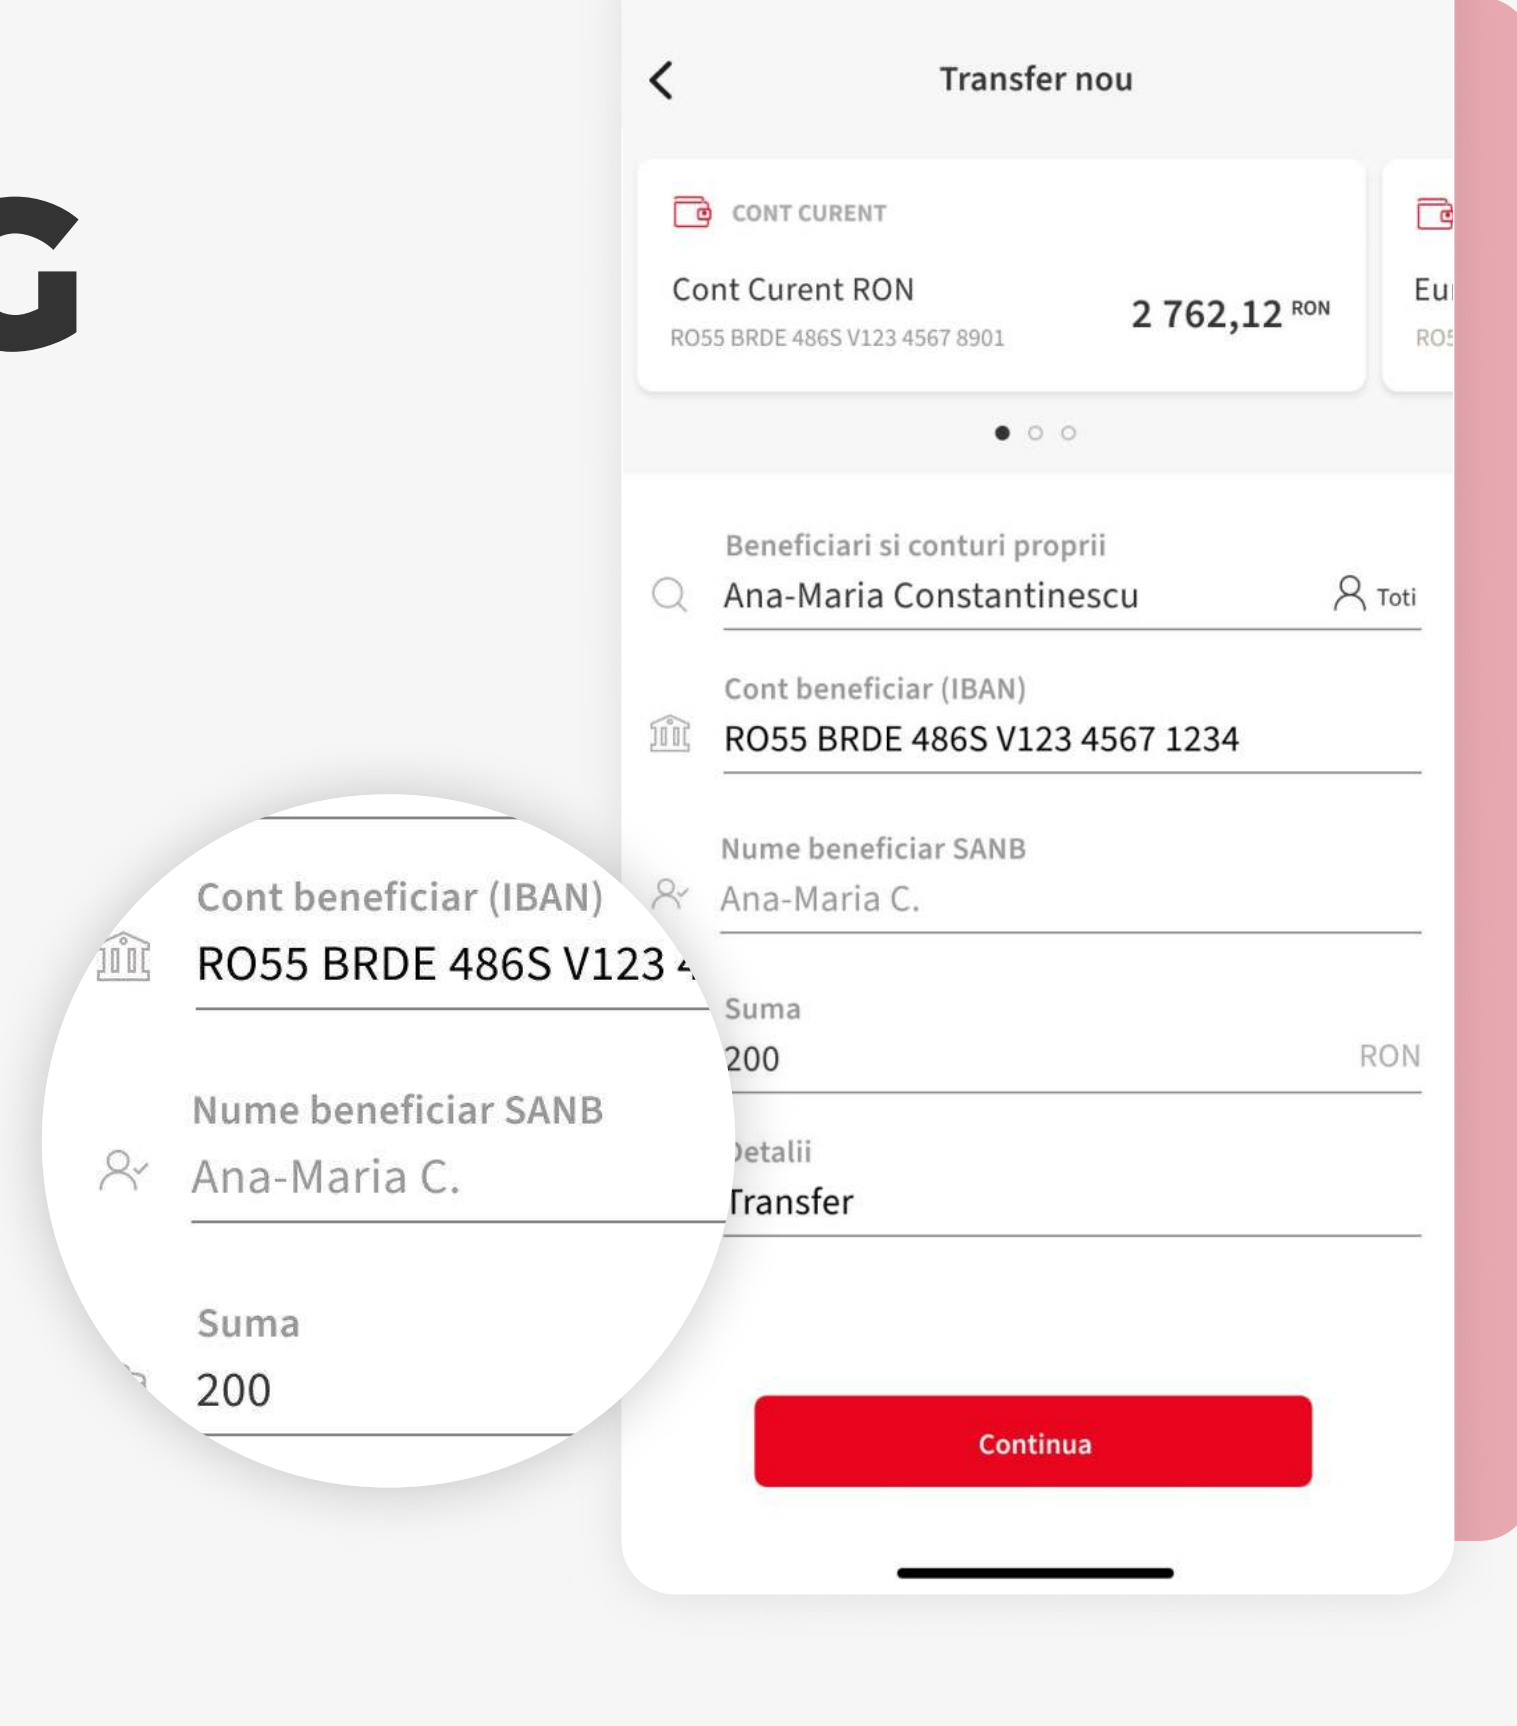 G
Transfer nou
CONT CURENT
Cont Curent RON
RO55 BRDE 486S V123 4567 8901
2 762,12 RON
Beneficiari si conturi proprii
Ana-Maria Constantinescu
Toti
Cont beneficiar (IBAN)
RO55 BRDE 486S V123 4567 1234
Nume beneficiar SANB
Ana-Maria C.
Suma
200
RON
Detalii
Transfer
Continua
Cont beneficiar (IBAN)
RO55 BRDE 486S V123
Nume beneficiar SANB
Ana-Maria C.
Suma
200